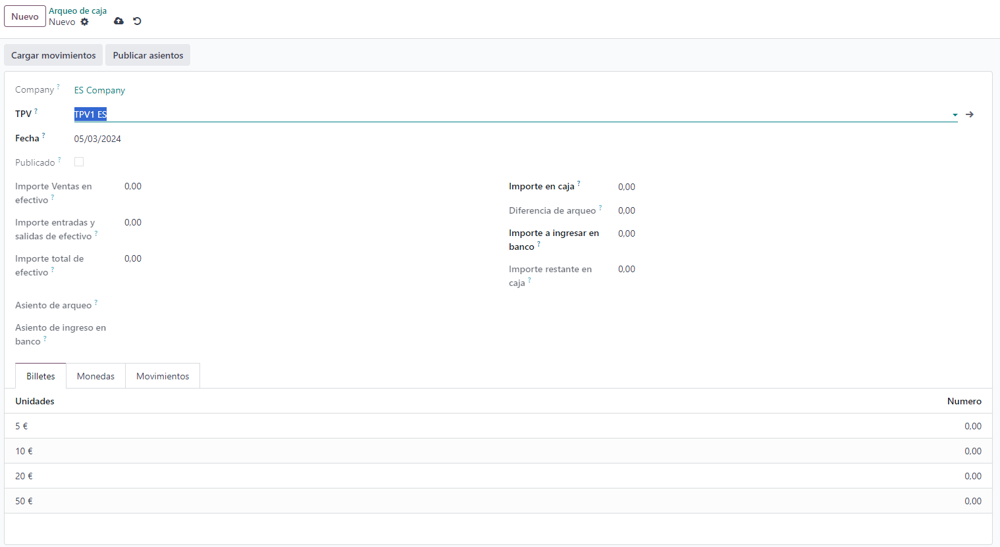 Nuevo
Arqueo de caja
Nuevo
Cargar movimientos
Publicar asientos
Company ?
ES Company
TPV ?
TPV1 ES
Fecha ?
05/03/2024
Publicado ?
Importe Ventas en
efectivo ?
0,00
Importe entradas y
salidas de efectivo ?
0,00
Importe total de
efectivo ?
0,00
Importe en caja ?
0,00
Diferencia de arqueo ?
0,00
Importe a ingresar en
banco ?
0,00
Importe restante en
caja ?
0,00
Asiento de arqueo ?
Asiento de ingreso en
banco ?
Billetes
Monedas
Movimientos
Unidades
Numero
5 €
0,00
10 €
0,00
20 €
0,00
50 €
0,00